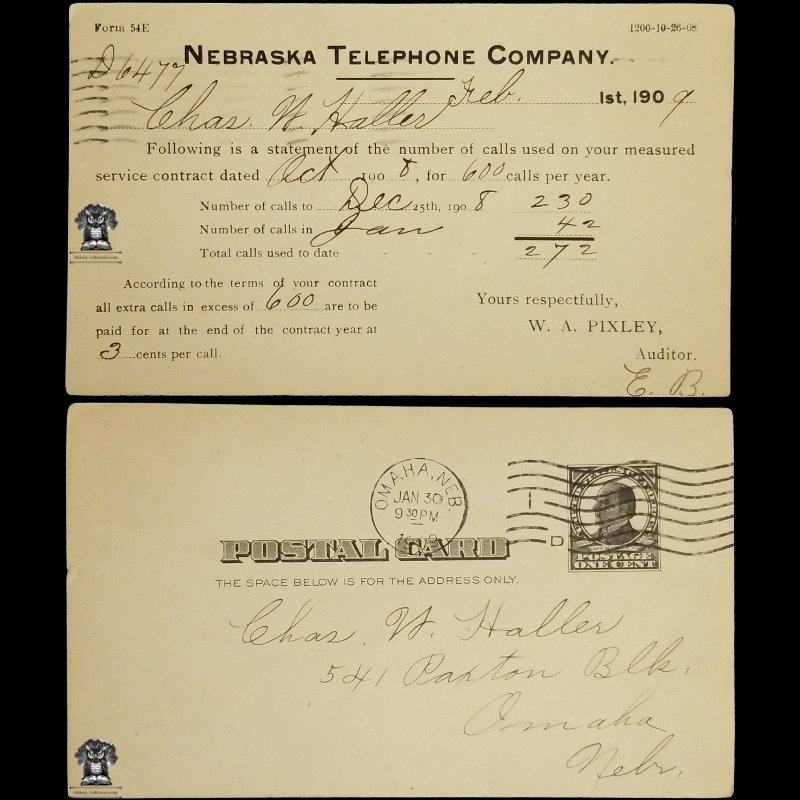 Form 54E 1200-10-26-08
D6477
NEBRASKA TELEPHONE COMPANY.
Feb. 1st, 1909
Chas. W. Haller
Following is a statement of the number of calls used on your measured
service contract dated Oct 1908, for 600 calls per year.
Number of calls to Dec 25th, 1908 230
Number of calls in Jan 42
Total calls used to date 272
According to the terms of your contract
all extra calls in excess of 600 are to be
paid for at the end of the contract year at
3 cents per call.
Yours respectfully,
W. A. PIXLEY,
Auditor.
E. B.
OMAHA, NEB.
JAN 30
9 30 PM
1
D
POSTAGE
ONE CENT
POSTAL CARD
THE SPACE BELOW IS FOR THE ADDRESS ONLY.
Chas. W. Haller
541 Paxton Blk.
Omaha
Nebr.